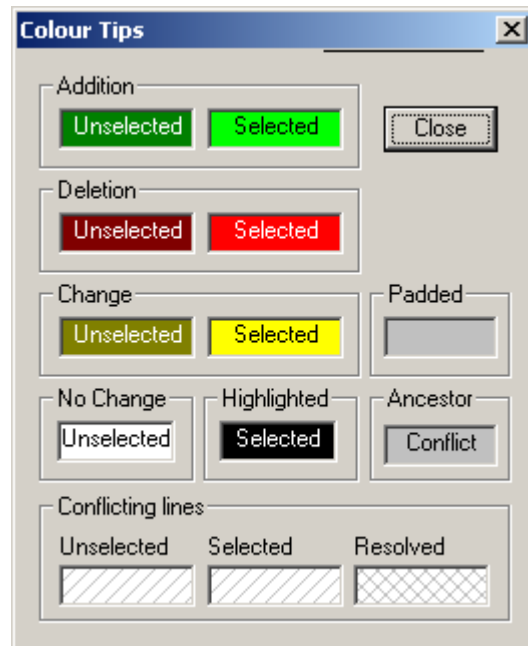 Colour Tips
Addition
Unselected Selected
Close
Deletion
Unselected Selected
Change
Unselected Selected
Padded
No Change
Unselected
Highlighted
Selected
Ancestor
Conflict
Conflicting lines
Unselected Selected Resolved